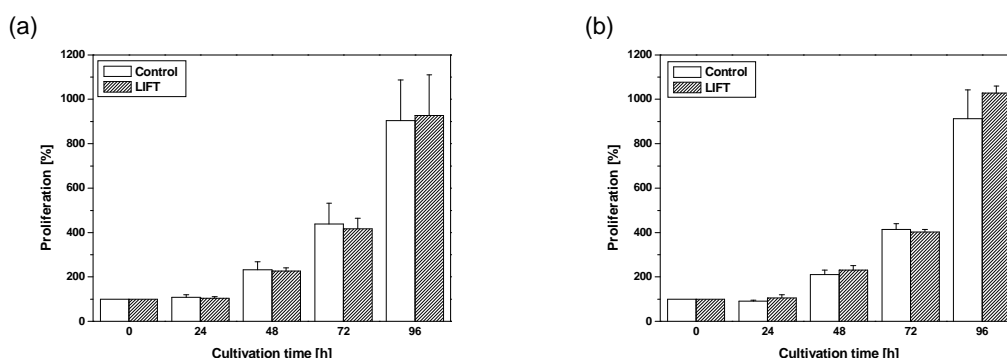 (a)
1200
1000
800
600
400
200
0
Proliferation [%]
Control
LIFT
0 24 48 72 96
Cultivation time [h]
(b)
1200
1000
800
600
400
200
0
Proliferation [%]
Control
LIFT
0 24 48 72 96
Cultivation time [h]